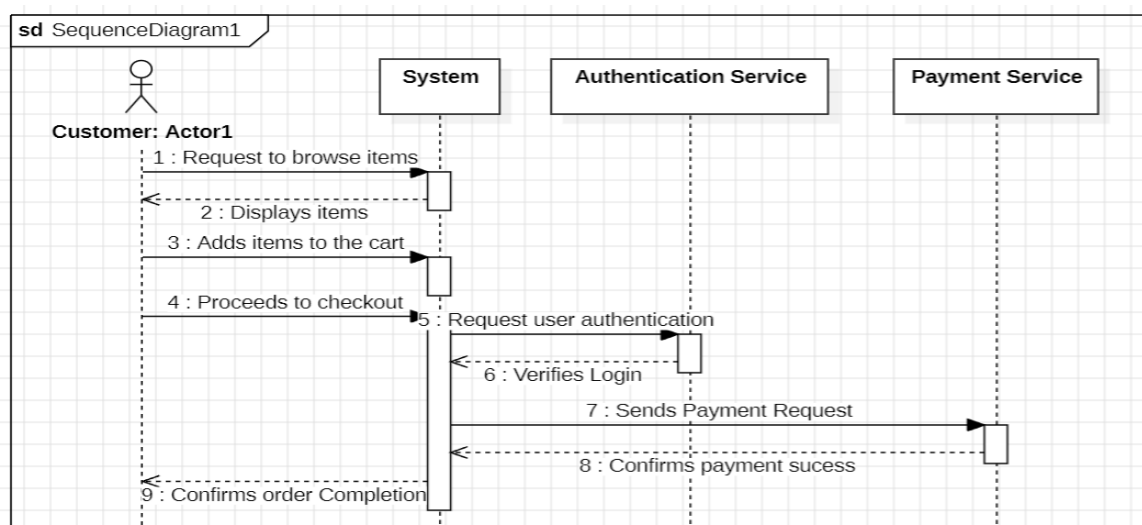 sd SequenceDiagram1
System
Authentication Service
Payment Service
Customer: Actor1
1 : Request to browse items
2 : Displays items
3 : Adds items to the cart
4 : Proceeds to checkout
5 : Request user authentication
6 : Verifies Login
7 : Sends Payment Request
8 : Confirms payment sucess
9 : Confirms order Completion